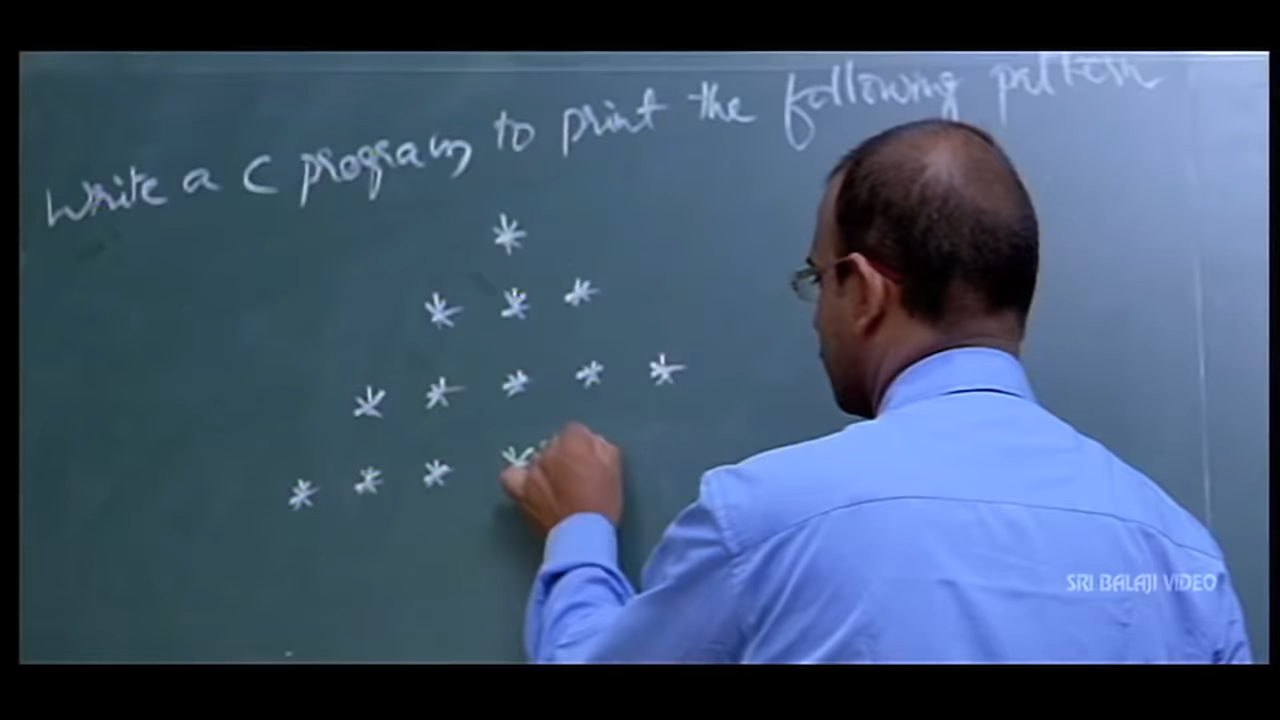 Write a C program to print the following pattern
*
* * *
* * * * *
* * * *
SRI BALAJI VIDEO